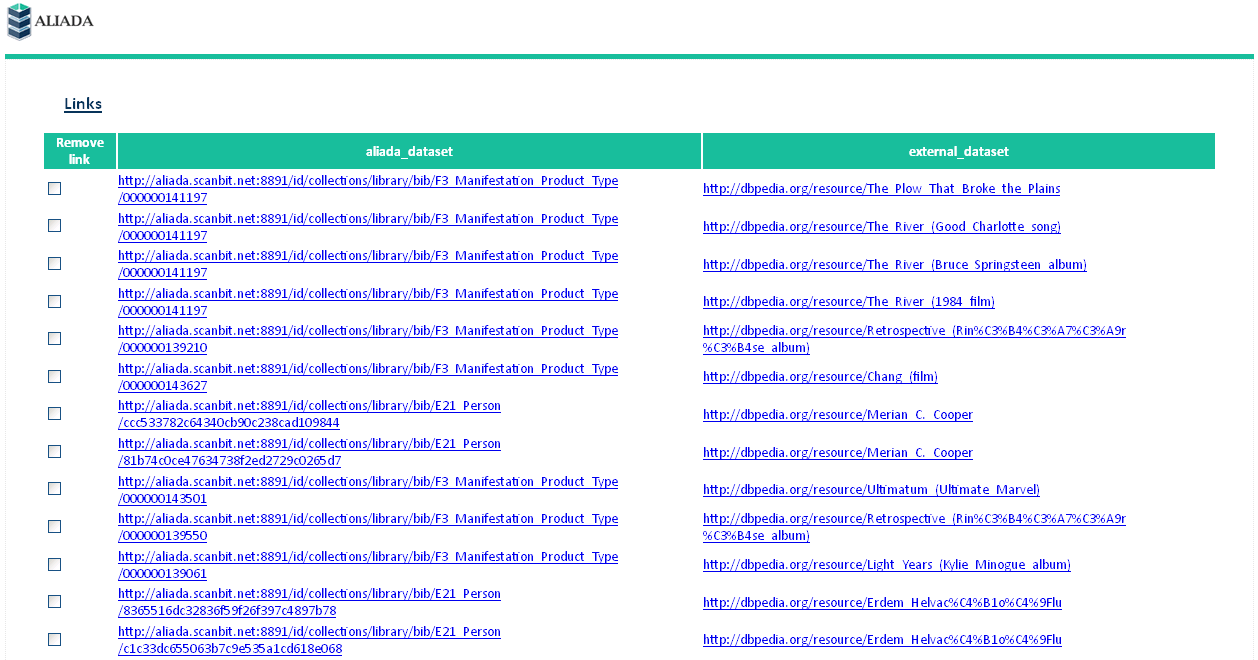 ALIADA
Links
Remove
link
aliada_dataset
external_dataset
http://aliada.scanbit.net:8891/id/collections/library/bib/F3_Manifestation_Product_Type
/000000141197
http://dbpedia.org/resource/The_Plow_That_Broke_the_Plains
http://aliada.scanbit.net:8891/id/collections/library/bib/F3_Manifestation_Product_Type
/000000141197
http://dbpedia.org/resource/The_River_(Good_Charlotte_song)
http://aliada.scanbit.net:8891/id/collections/library/bib/F3_Manifestation_Product_Type
/000000141197
http://dbpedia.org/resource/The_River_(Bruce_Springsteen_album)
http://aliada.scanbit.net:8891/id/collections/library/bib/F3_Manifestation_Product_Type
/000000141197
http://dbpedia.org/resource/The_River_(1984_film)
http://aliada.scanbit.net:8891/id/collections/library/bib/F3_Manifestation_Product_Type
/000000139210
http://dbpedia.org/resource/Retrospective_(Rin%C3%B4%C3%A7%C3%A9r
%C3%B4se_album)
http://aliada.scanbit.net:8891/id/collections/library/bib/F3_Manifestation_Product_Type
/000000143627
http://dbpedia.org/resource/Chang_(film)
http://aliada.scanbit.net:8891/id/collections/library/bib/E21_Person
/ccc533782c64340cb90c238cad109844
http://dbpedia.org/resource/Merian_C._Cooper
http://aliada.scanbit.net:8891/id/collections/library/bib/E21_Person
/81b74c0ce47634738f2ed2729c0265d7
http://dbpedia.org/resource/Merian_C._Cooper
http://aliada.scanbit.net:8891/id/collections/library/bib/F3_Manifestation_Product_Type
/000000143501
http://dbpedia.org/resource/Ultimatum_(Ultimate_Marvel)
http://aliada.scanbit.net:8891/id/collections/library/bib/F3_Manifestation_Product_Type
/000000139550
http://dbpedia.org/resource/Retrospective_(Rin%C3%B4%C3%A7%C3%A9r
%C3%B4se_album)
http://aliada.scanbit.net:8891/id/collections/library/bib/F3_Manifestation_Product_Type
/000000139061
http://dbpedia.org/resource/Light_Years_(Kylie_Minogue_album)
http://aliada.scanbit.net:8891/id/collections/library/bib/E21_Person
/8365516dc32836f59f26f397c4897b78
http://dbpedia.org/resource/Erdem_Helvac%C4%B1o%C4%9Flu
http://aliada.scanbit.net:8891/id/collections/library/bib/E21_Person
/c1c33dc655063b7c9e535a1cd618e068
http://dbpedia.org/resource/Erdem_Helvac%C4%B1o%C4%9Flu